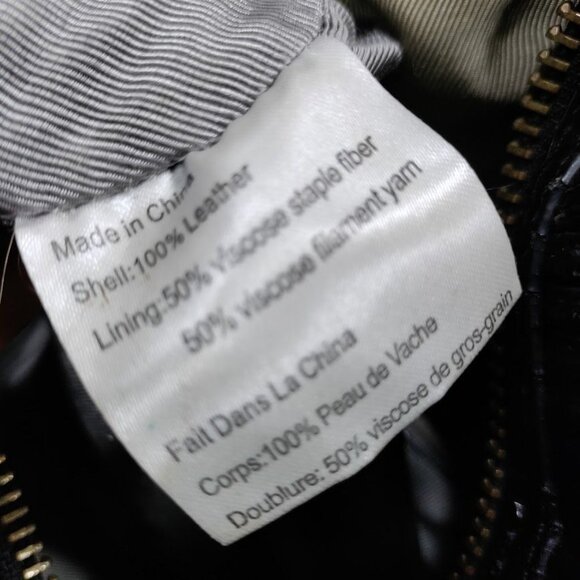 Made in China
Shell:100% Leather
Lining:50% viscose staple fiber
50% viscose filament yarn
Fait Dans La China
Corps:100% Peau de Vache
Doublure: 50% viscose de gros-grain